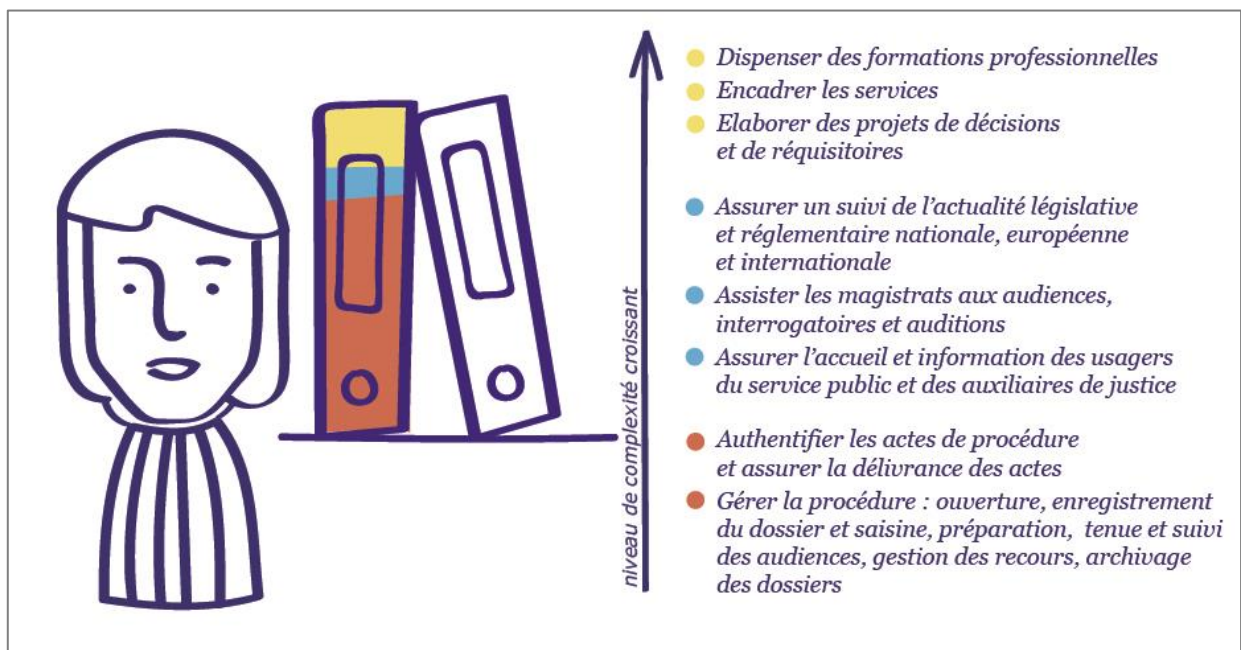 Dispenser des formations professionnelles
Encadrer les services
Elaborer des projets de décisions
et de réquisitoires
Assurer un suivi de l'actualité législative
et réglementaire nationale, européenne
et internationale
Assister les magistrats aux audiences,
interrogatoires et auditions
Assurer l'accueil et information des usagers
du service public et des auxiliaires de justice
Authentifier les actes de procédure
et assurer la délivrance des actes
Gérer la procédure : ouverture, enregistrement
du dossier et saisine, préparation, tenue et suivi
des audiences, gestion des recours, archivage
des dossiers
niveau de complexité croissant